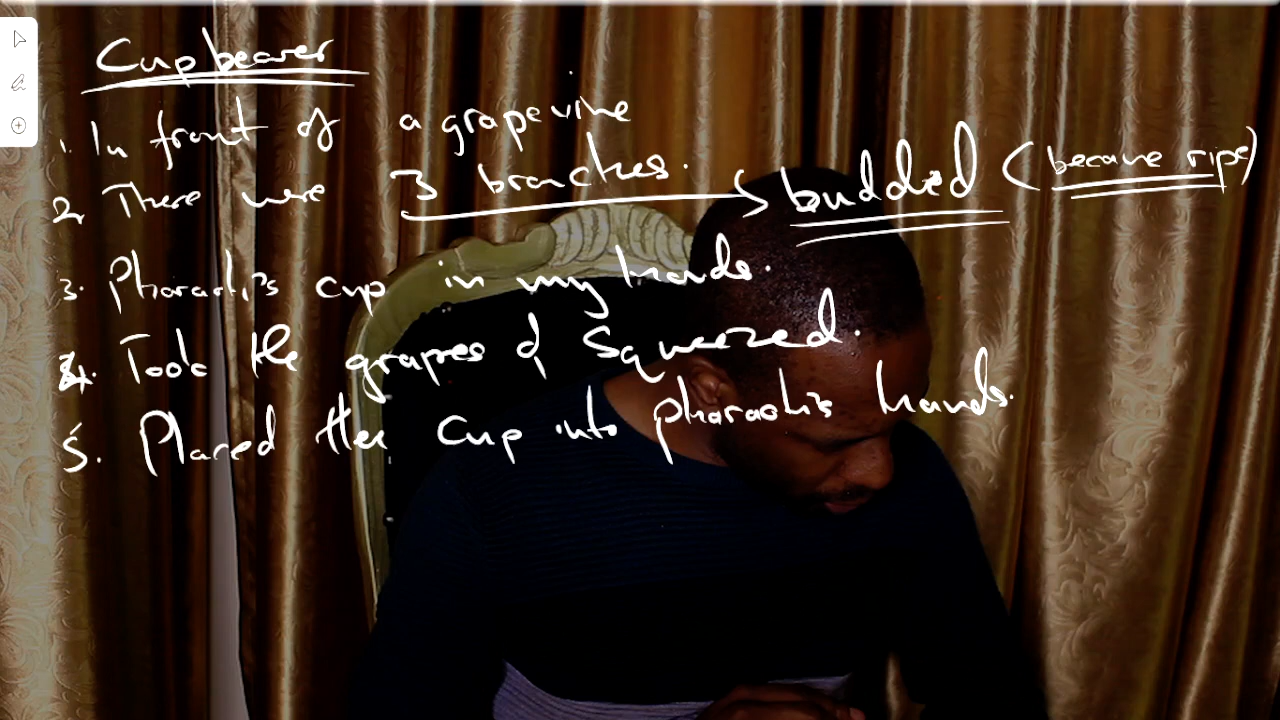 Cupbearer
1. In front of a grapevine
2. There were 3 branches. → budded (became ripe)
3. Pharaoh's cup in my hands.
4. Took the grapes & squeezed.
5. Placed the cup into pharaoh's hands.